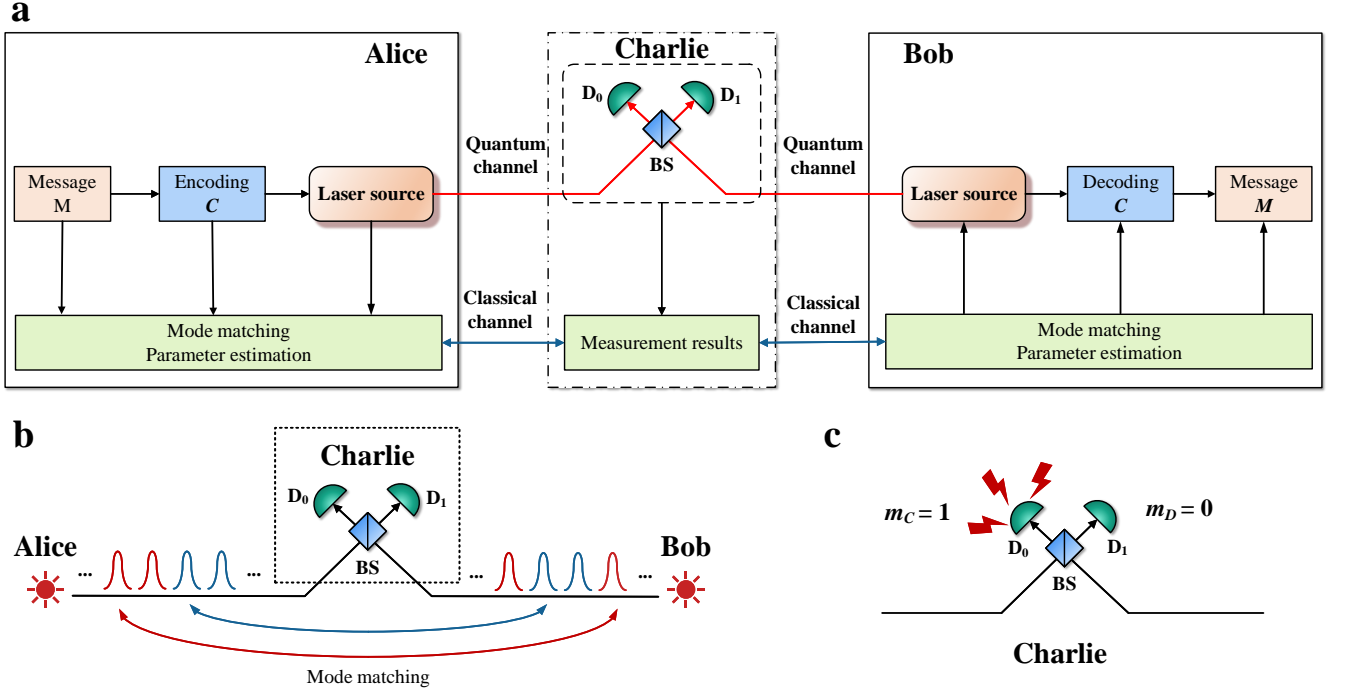 a
Alice
Charlie
Bob
D₀
D₁
BS
Quantum
channel
Quantum
channel
Message
M
Encoding
C
Laser source
Laser source
Decoding
C
Message
M
Classical
channel
Classical
channel
Mode matching
Parameter estimation
Measurement results
Mode matching
Parameter estimation
b
Charlie
D₀
D₁
BS
Alice
...
...
...
...
Bob
Mode matching
c
m_C = 1
m_D = 0
D₀
D₁
BS
Charlie